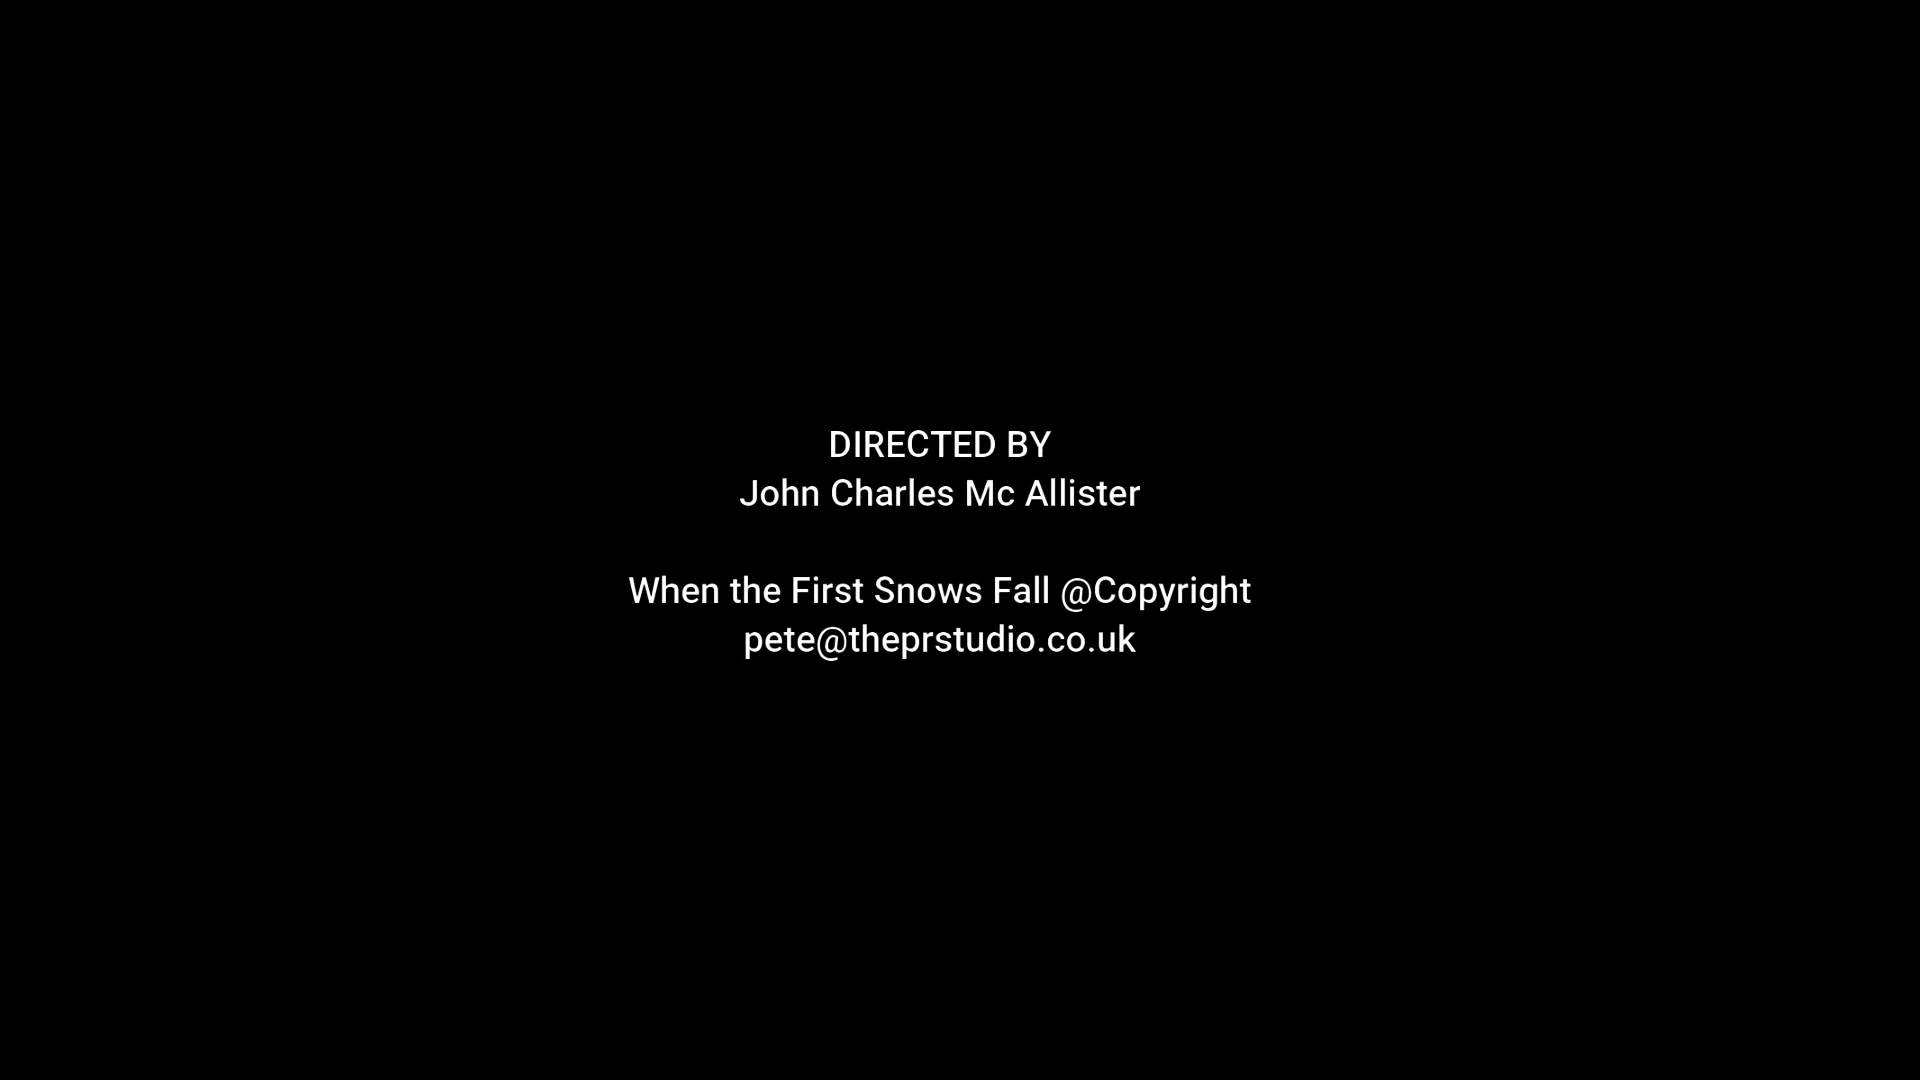 DIRECTED BY
John Charles Mc Allister
When the First Snows Fall @Copyright
pete@theprstudio.co.uk